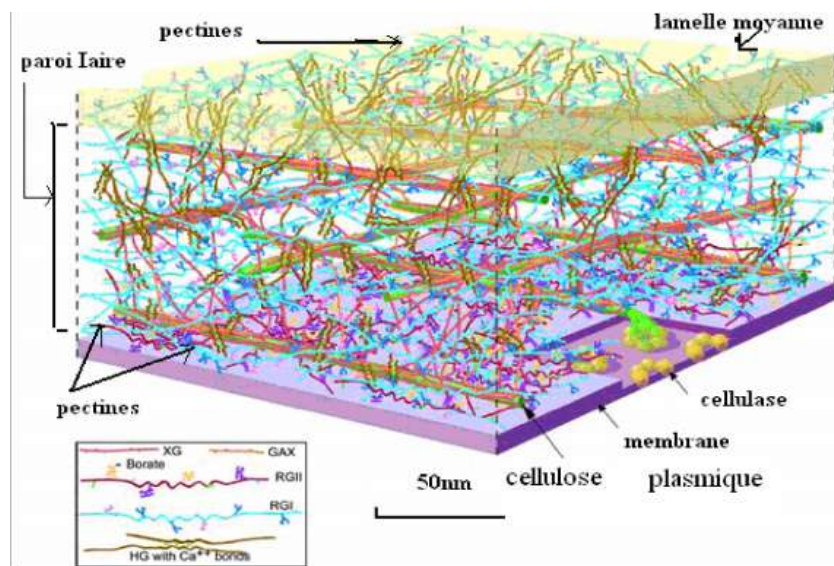 lamelle moyanne
pectines
paroi Iaire
pectines
cellulase
membrane
cellulose plasmique
50nm
XG GAX
Borate
RGII
RGI
HG with Ca++ bonds